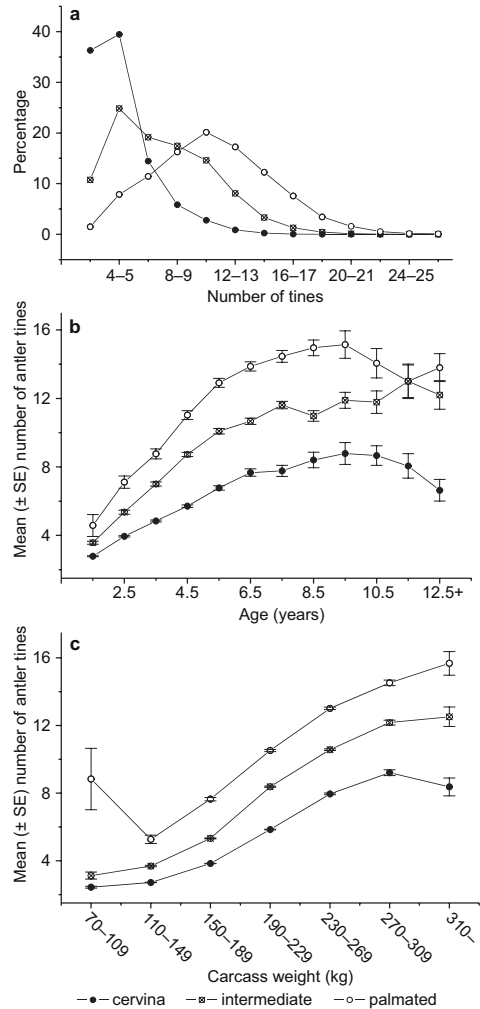 a
40
30
20
10
0
Percentage
4–5 8–9 12–13 16–17 20–21 24–25
Number of tines
b
16
12
8
4
Mean (± SE) number of antler tines
2.5 4.5 6.5 8.5 10.5 12.5+
Age (years)
c
16
12
8
4
Mean (± SE) number of antler tines
70–109 110–149 150–189 190–229 230–269 270–309 310–
Carcass weight (kg)
cervina intermediate palmated